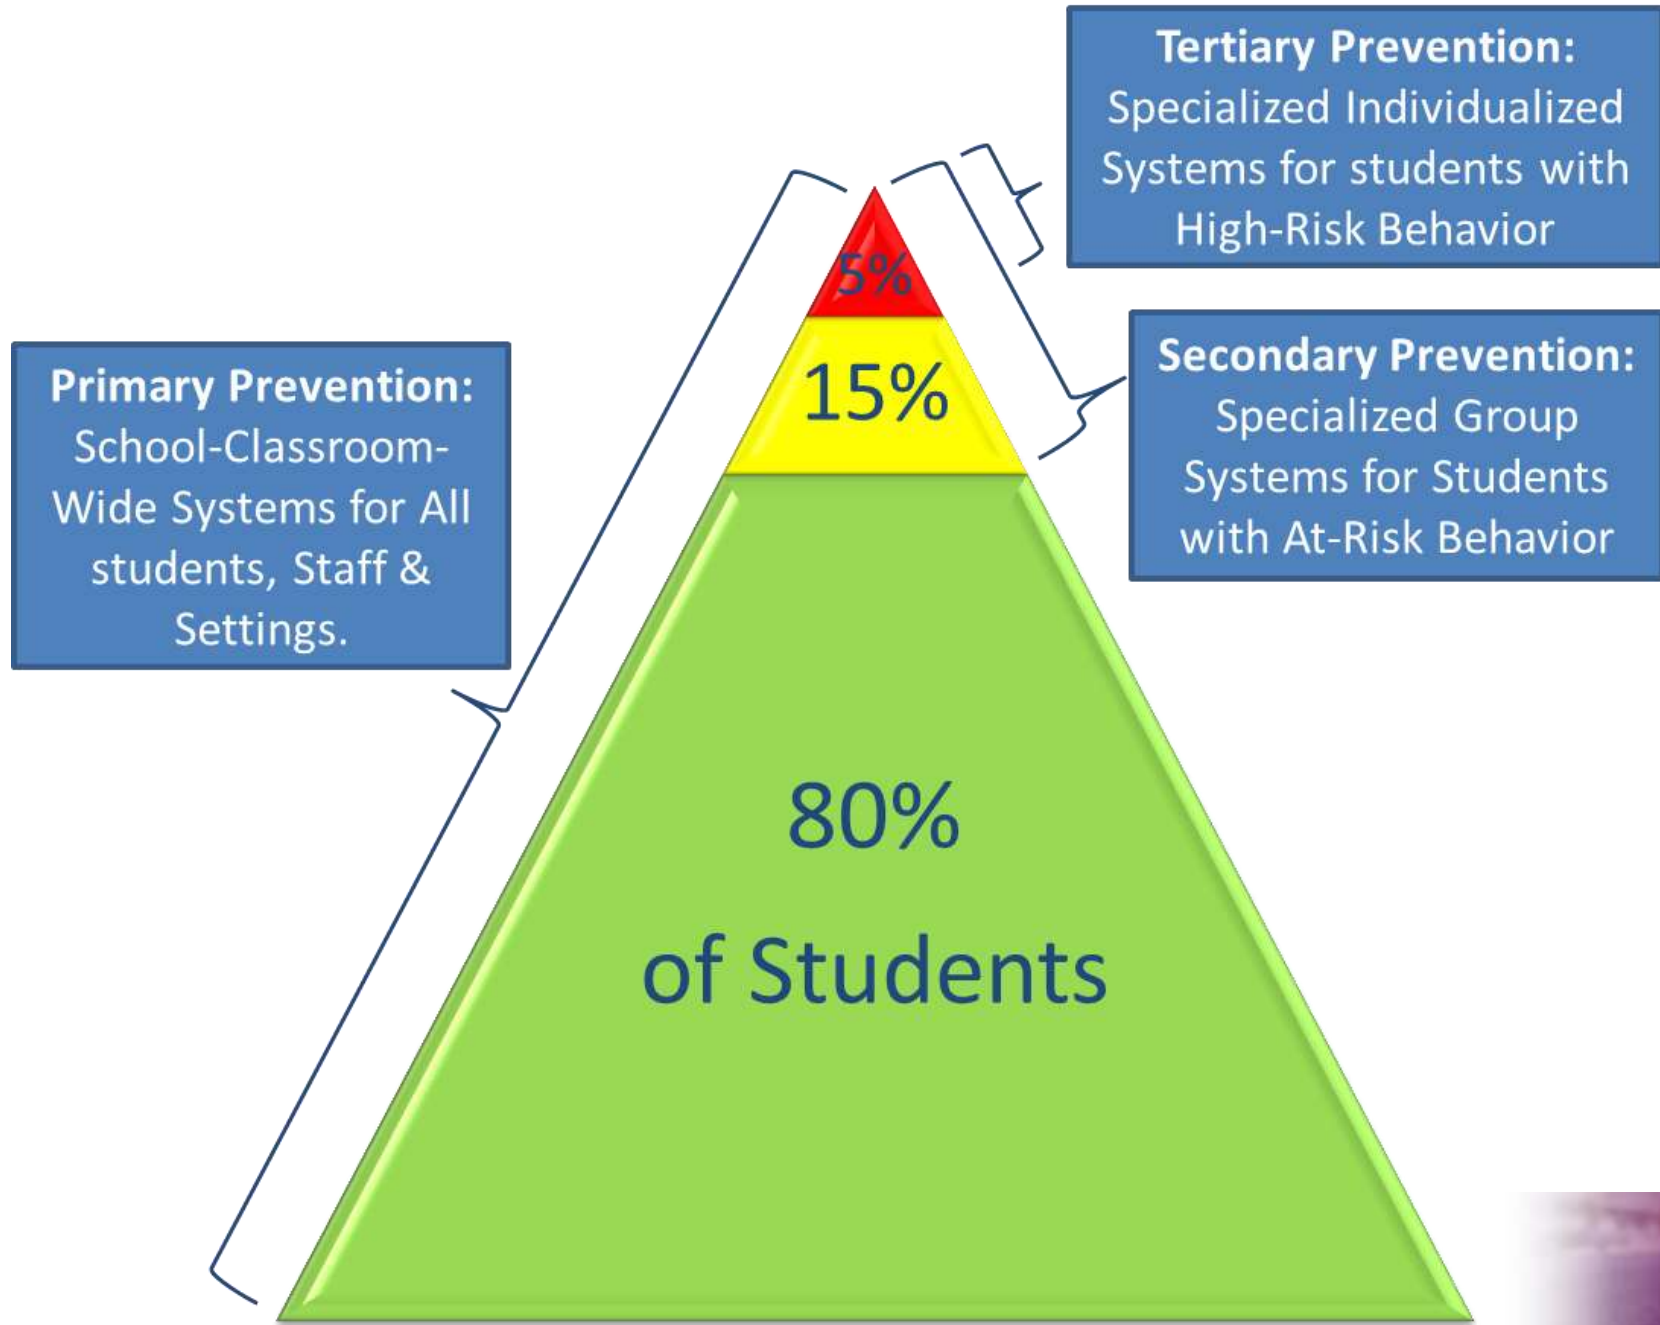 Tertiary Prevention:
Specialized Individualized
Systems for students with
High-Risk Behavior
5%
15%
Secondary Prevention:
Specialized Group
Systems for Students
with At-Risk Behavior
Primary Prevention:
School-Classroom-
Wide Systems for All
students, Staff &
Settings.
80%
of Students